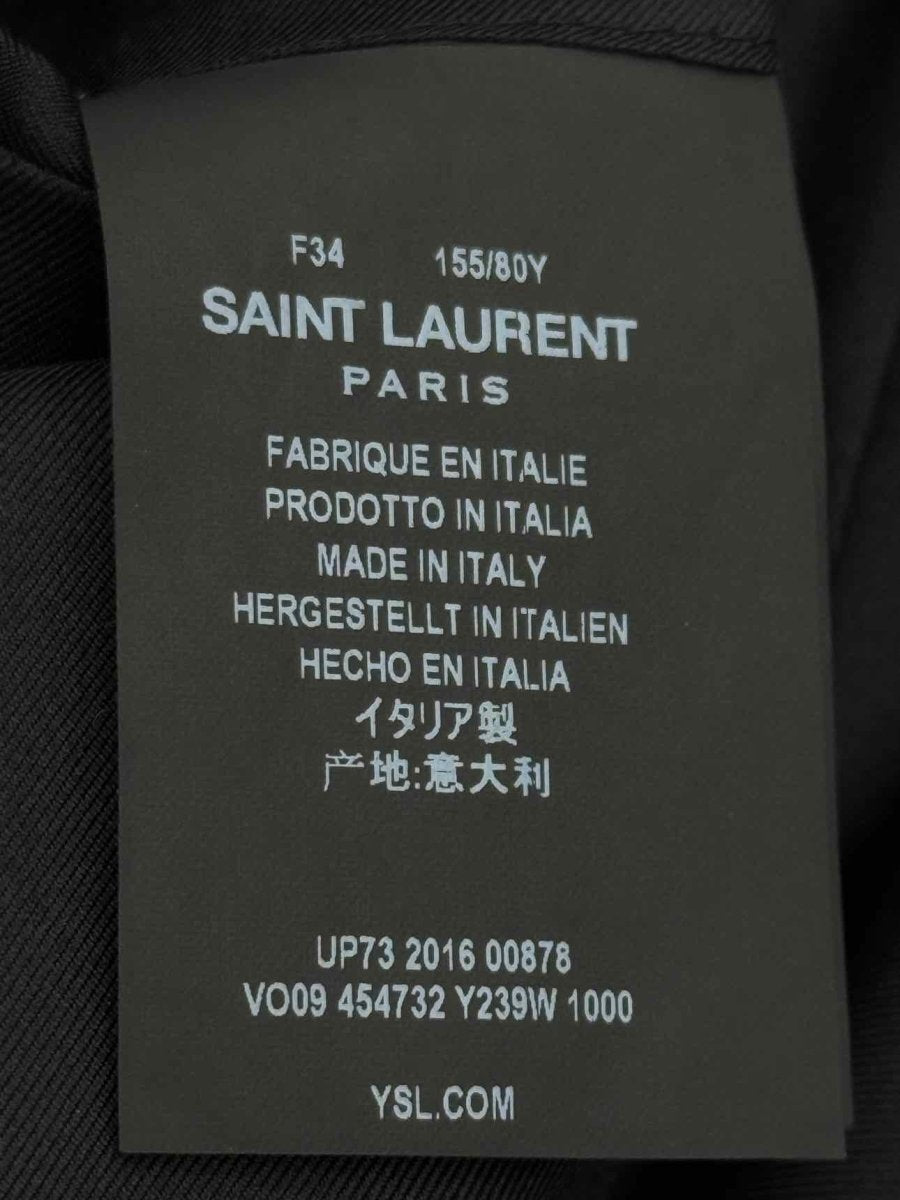 F34 155/80Y
SAINT LAURENT
PARIS
FABRIQUE EN ITALIE
PRODOTTO IN ITALIA
MADE IN ITALY
HERGESTELLT IN ITALIEN
HECHO EN ITALIA
イタリア製
产地:意大利
UP73 2016 00878
VO09 454732 Y239W 1000
YSL.COM